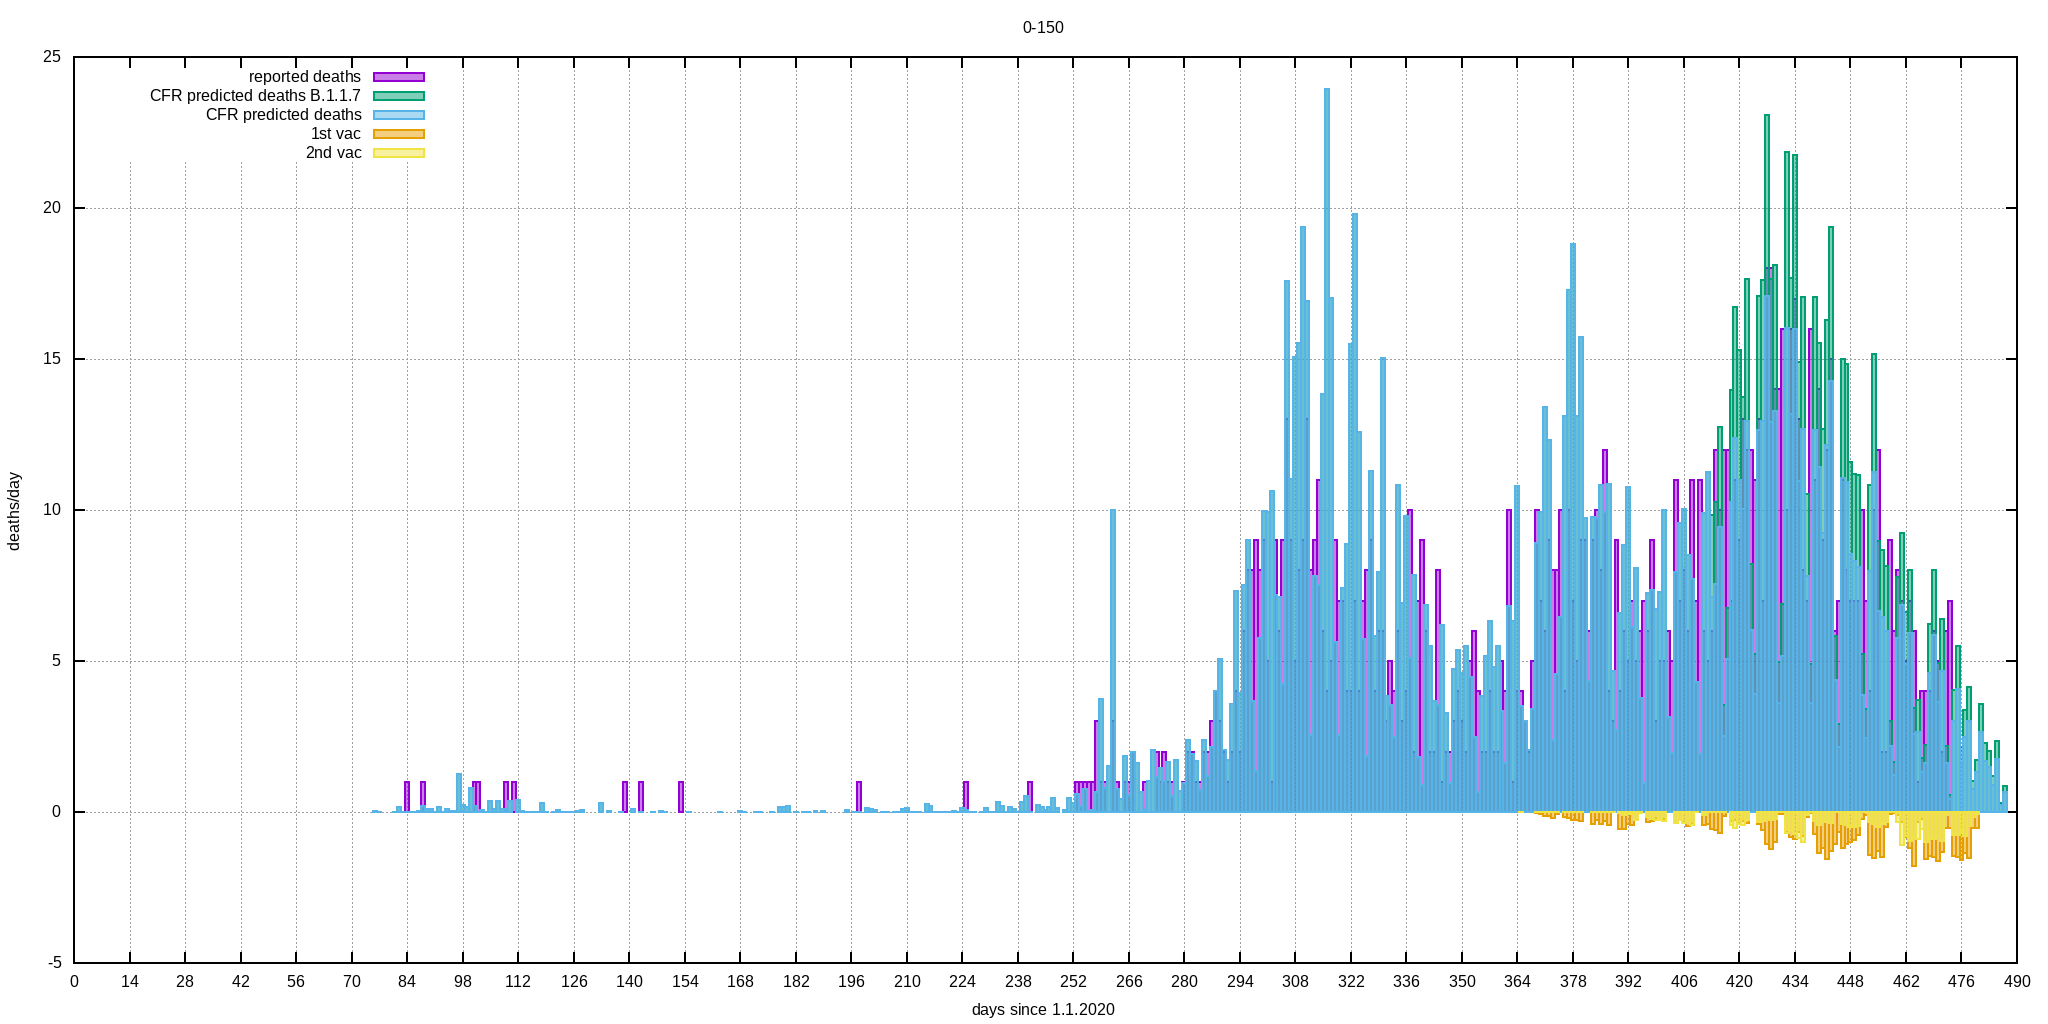 0-150
reported deaths
CFR predicted deaths B.1.1.7
CFR predicted deaths
1st vac
2nd vac
25
20
15
10
5
0
-5
deaths/day
0 14 28 42 56 70 84 98 112 126 140 154 168 182 196 210 224 238 252 266 280 294 308 322 336 350 364 378 392 406 420 434 448 462 476 490
days since 1.1.2020